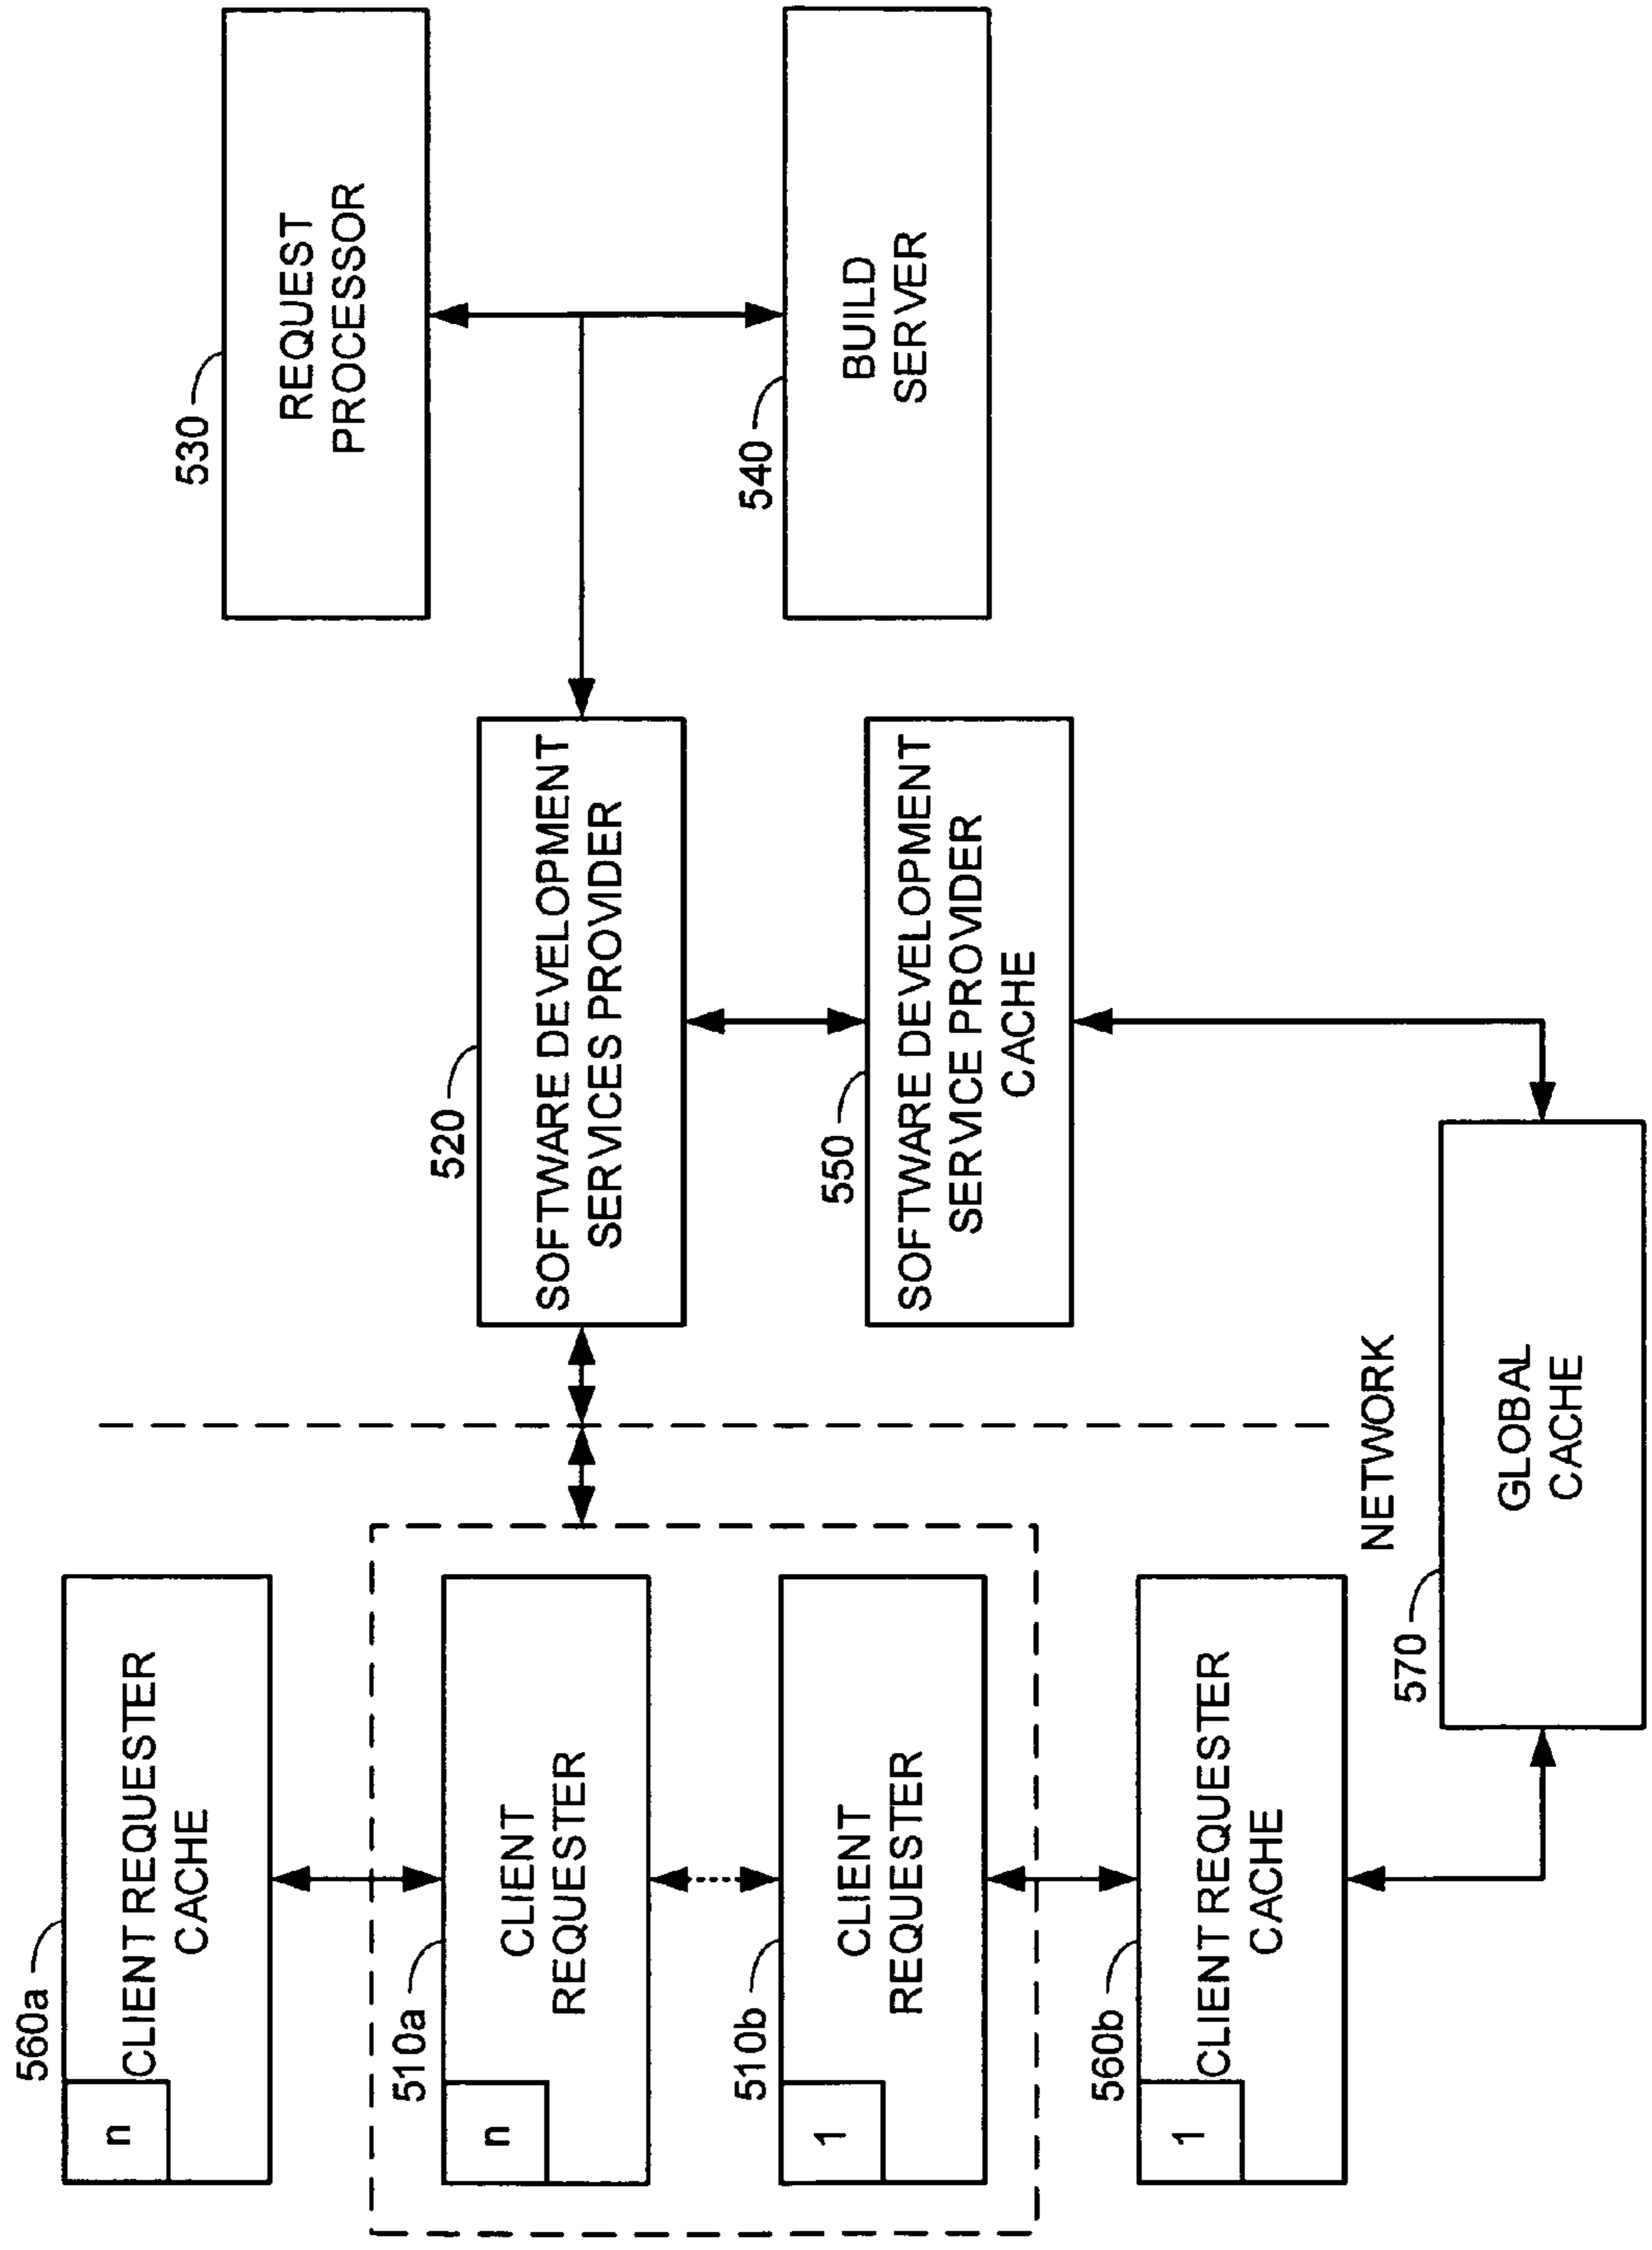 560a
n
CLIENT REQUESTER
CACHE
510a
n
CLIENT
REQUESTER
510b
1
CLIENT
REQUESTER
560b
1
CLIENT REQUESTER
CACHE
NETWORK
570
GLOBAL
CACHE
520
SOFTWARE DEVELOPMENT
SERVICES PROVIDER
550
SOFTWARE DEVELOPMENT
SERVICE PROVIDER
CACHE
530
REQUEST
PROCESSOR
540
BUILD
SERVER